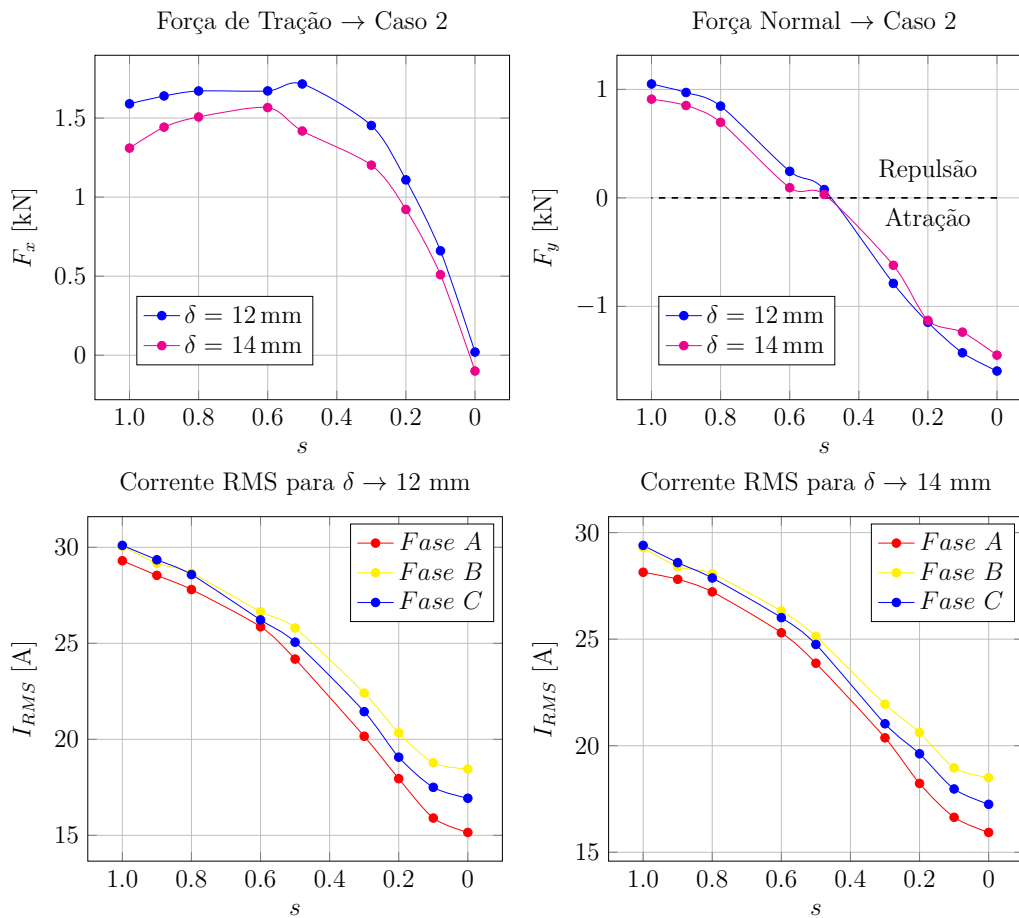 Força de Tração → Caso 2
1.5
1
0.5
0
F_x [kN]
δ = 12 mm
δ = 14 mm
1.0 0.8 0.6 0.4 0.2 0
s
Força Normal → Caso 2
1
0
−1
F_y [kN]
Repulsão
Atração
δ = 12 mm
δ = 14 mm
1.0 0.8 0.6 0.4 0.2 0
s
Corrente RMS para δ → 12 mm
30
25
20
15
I_{RMS} [A]
Fase A
Fase B
Fase C
1.0 0.8 0.6 0.4 0.2 0
s
Corrente RMS para δ → 14 mm
30
25
20
15
I_{RMS} [A]
Fase A
Fase B
Fase C
1.0 0.8 0.6 0.4 0.2 0
s